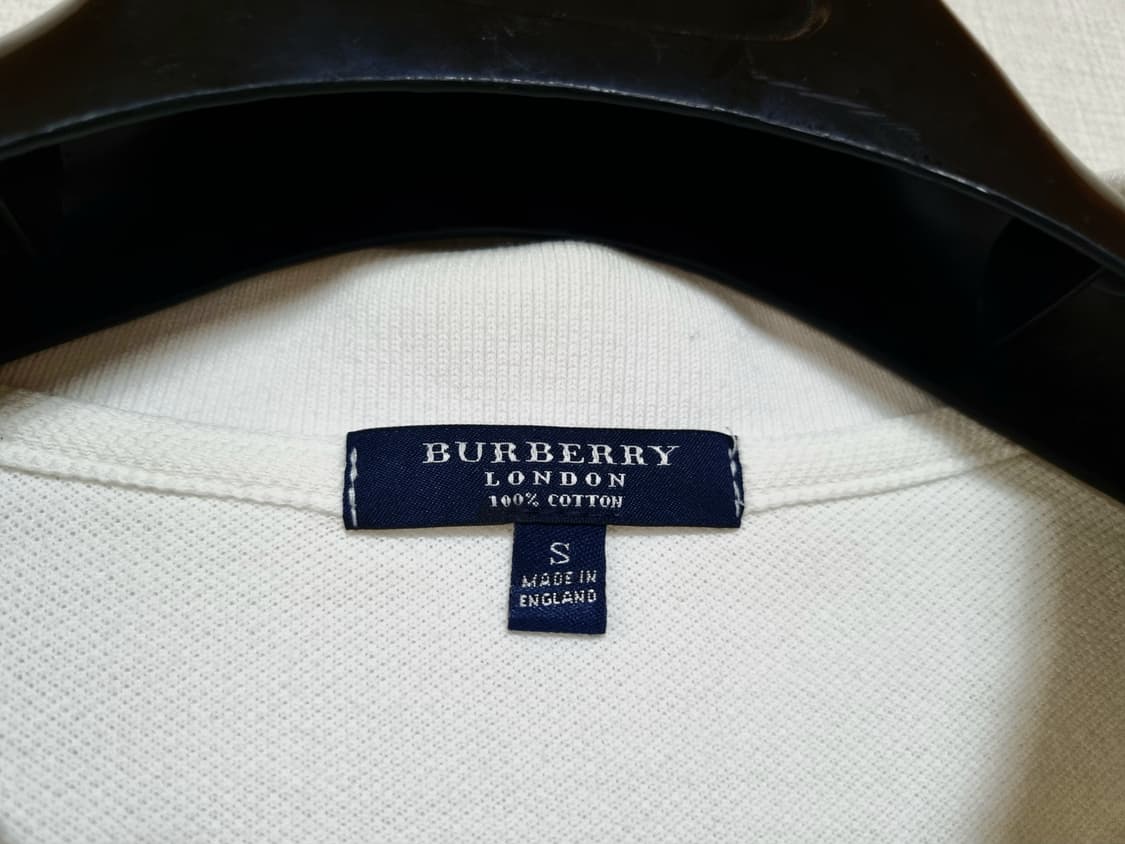 BURBERRY
LONDON
100% COTTON
S
MADE IN
ENGLAND